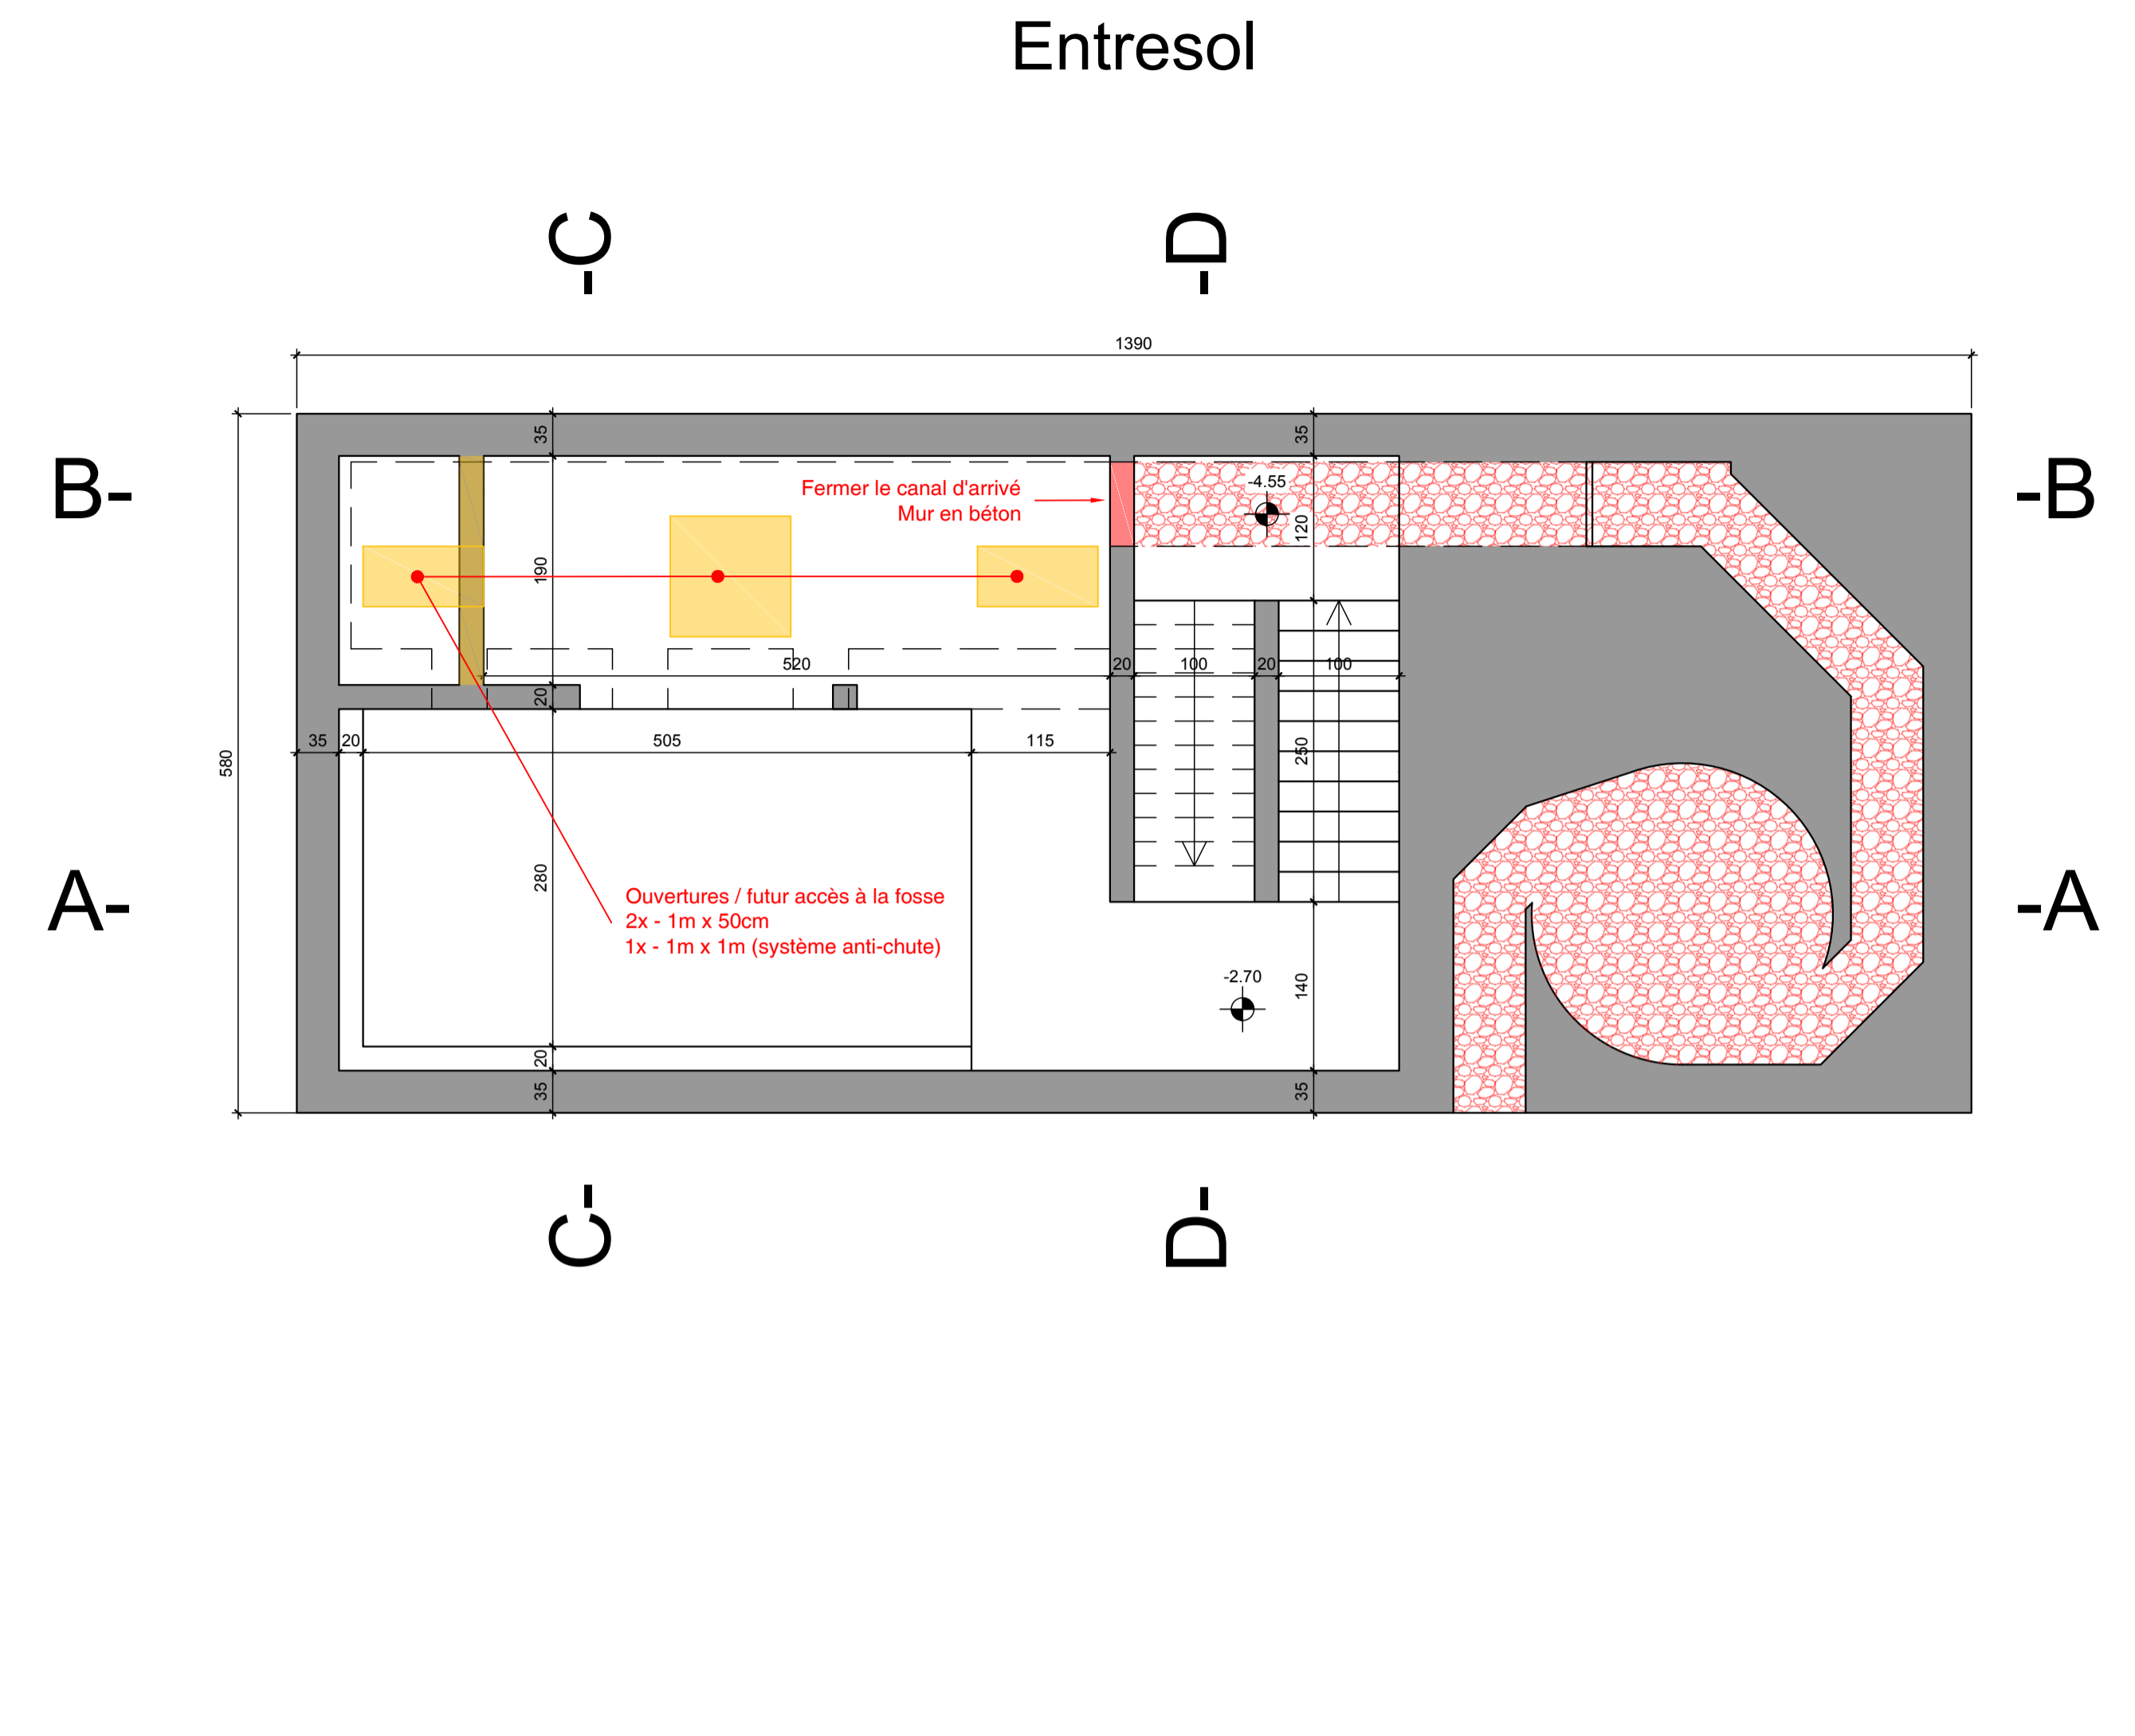 Entresol
-C
-D
1390
B-
-B
35
35
Fermer le canal d'arrivé
Mur en béton
-4.55
120
190
520
20
100
20
100
20
35
20
505
115
580
250
A-
-A
280
Ouvertures / futur accès à la fosse
2x - 1m x 50cm
1x - 1m x 1m (système anti-chute)
-2.70
140
20
35
35
C-
D-